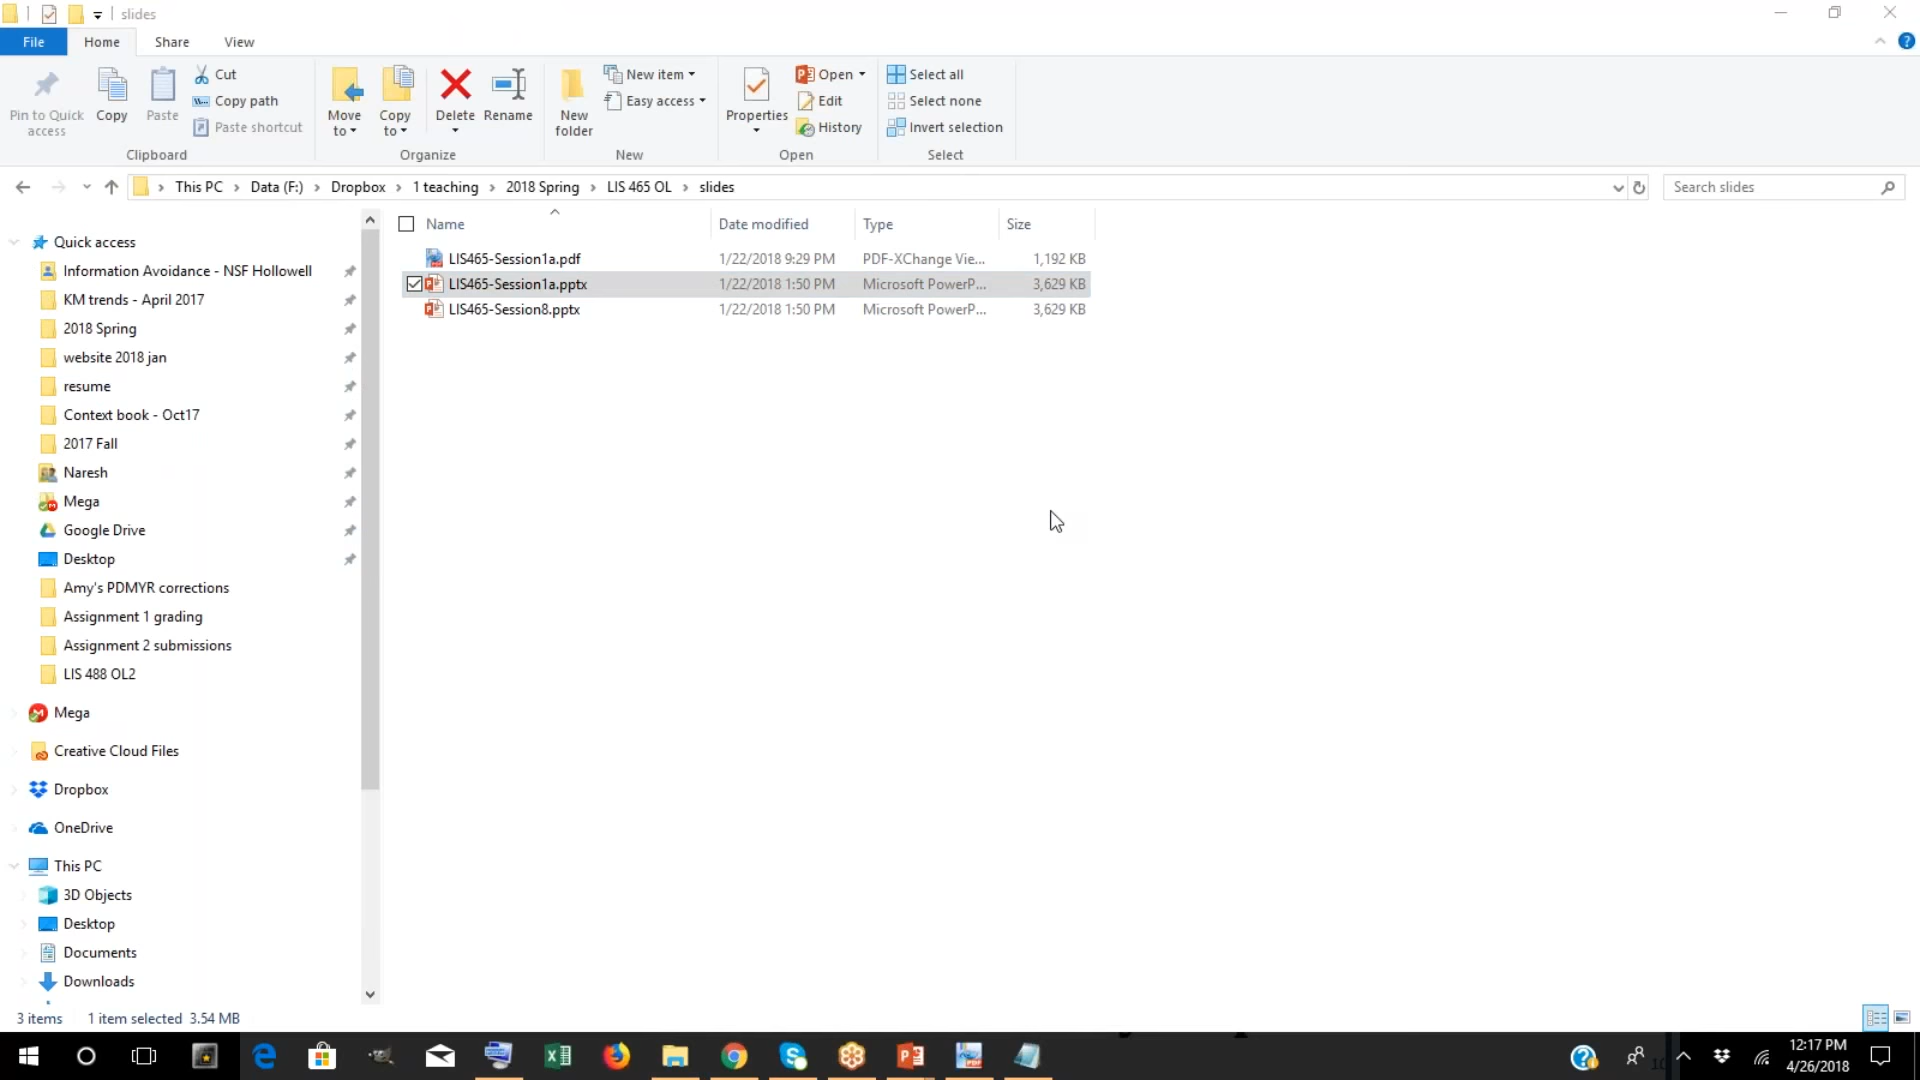 slides
File Home Share View
Pin to Quick access
Copy
Paste
Cut
Copy path
Paste shortcut
Clipboard
Move to
Copy to
Delete
Rename
Organize
New folder
New item
Easy access
New
Properties
Open
Edit
History
Open
Select all
Select none
Invert selection
Select
This PC > Data (F:) > Dropbox > 1 teaching > 2018 Spring > LIS 465 OL > slides
Search slides
Name Date modified Type Size
LIS465-Session1a.pdf 1/22/2018 9:29 PM PDF-XChange Vie... 1,192 KB
LIS465-Session1a.pptx 1/22/2018 1:50 PM Microsoft PowerP... 3,629 KB
LIS465-Session8.pptx 1/22/2018 1:50 PM Microsoft PowerP... 3,629 KB
Quick access
Information Avoidance - NSF Hollowell
KM trends - April 2017
2018 Spring
website 2018 jan
resume
Context book - Oct17
2017 Fall
Naresh
Mega
Google Drive
Desktop
Amy's PDMYR corrections
Assignment 1 grading
Assignment 2 submissions
LIS 488 OL2
Mega
Creative Cloud Files
Dropbox
OneDrive
This PC
3D Objects
Desktop
Documents
Downloads
3 items 1 item selected 3.54 MB
12:17 PM
4/26/2018